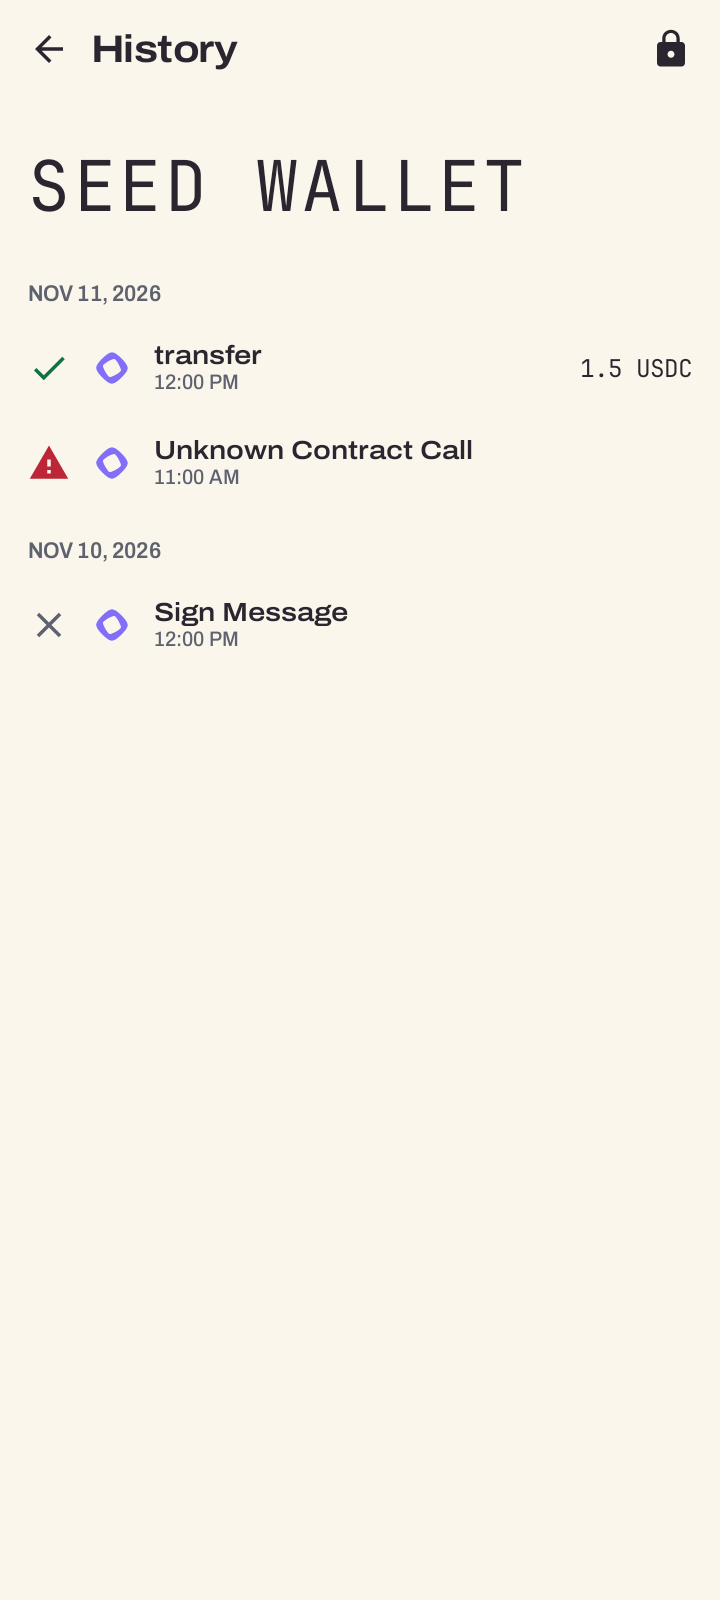 History
SEED WALLET
NOV 11, 2026
transfer
12:00 PM
1.5 USDC
Unknown Contract Call
11:00 AM
NOV 10, 2026
Sign Message
12:00 PM